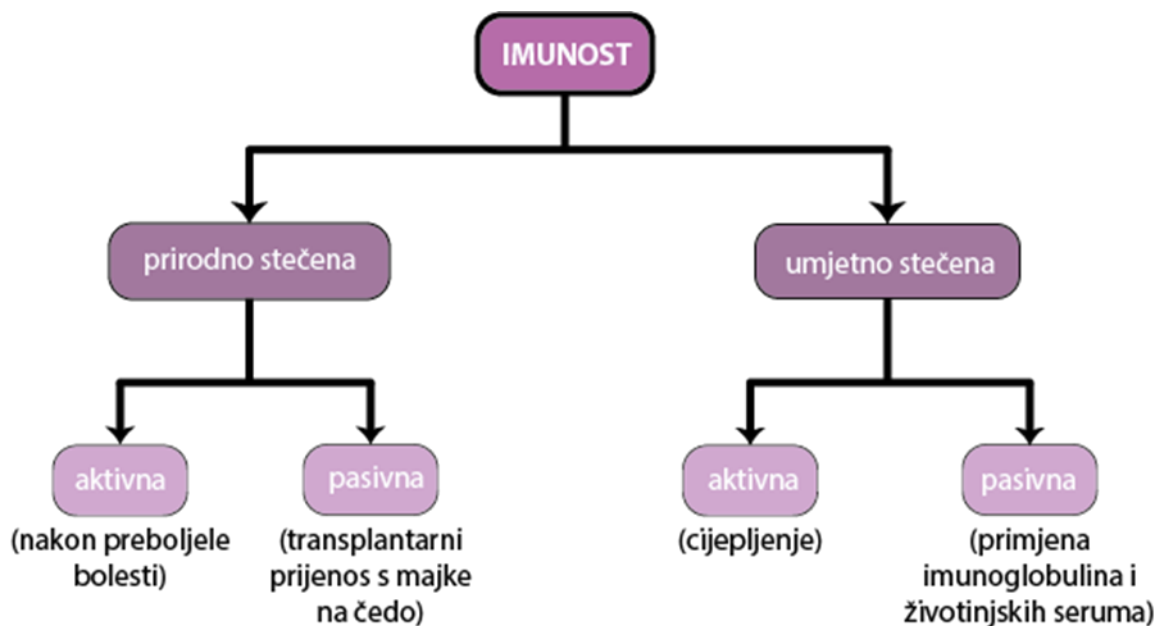 IMUNOST
prirodno stečena
umjetno stečena
aktivna
(nakon preboljele
bolesti)
pasivna
(transplantarni
prijenos s majke
na čedo)
aktivna
(cijepljenje)
pasivna
(primjena
imunoglobulina i
životinjskih seruma)